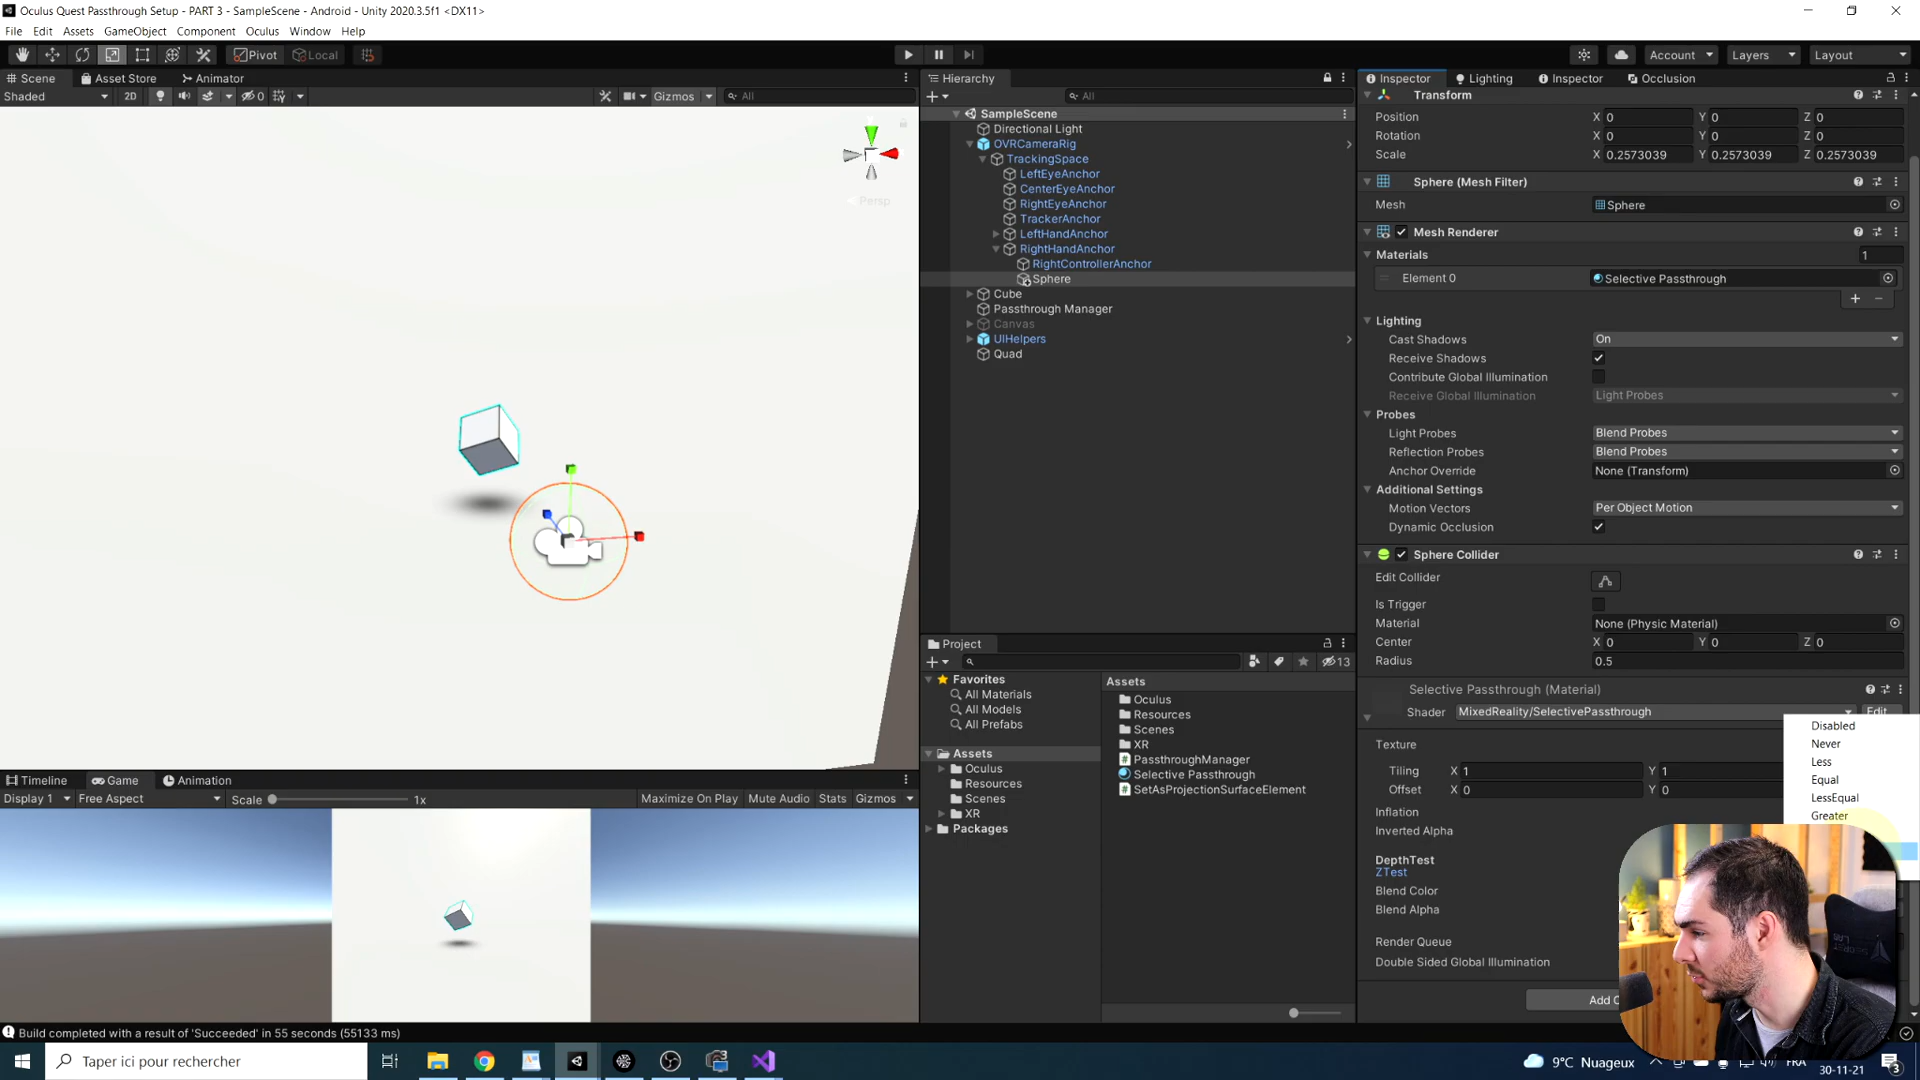 Oculus Quest Passthrough Setup - PART 3 - SampleScene - Android - Unity 2020.3.5f1 <DX11>
File Edit Assets GameObject Component Oculus Window Help
Pivot Local Account Layers Layout
Scene Asset Store Animator
Shaded 2D 0 Gizmos All
Persp
Hierarchy
All
SampleScene
Directional Light
OVRCameraRig
TrackingSpace
LeftEyeAnchor
CenterEyeAnchor
RightEyeAnchor
TrackerAnchor
LeftHandAnchor
RightHandAnchor
RightControllerAnchor
Sphere
Cube
Passthrough Manager
Canvas
UIHelpers
Quad
Inspector Lighting Inspector Occlusion
Transform
Position X 0 Y 0 Z 0
Rotation X 0 Y 0 Z 0
Scale X 0.2573039 Y 0.2573039 Z 0.2573039
Sphere (Mesh Filter)
Mesh Sphere
Mesh Renderer
Materials 1
Element 0 Selective Passthrough
Lighting
Cast Shadows On
Receive Shadows
Contribute Global Illumination
Receive Global Illumination Light Probes
Probes
Light Probes Blend Probes
Reflection Probes Blend Probes
Anchor Override None (Transform)
Additional Settings
Motion Vectors Per Object Motion
Dynamic Occlusion
Sphere Collider
Edit Collider
Is Trigger
Material None (Physic Material)
Center X 0 Y 0 Z 0
Radius 0.5
Selective Passthrough (Material)
Shader MixedReality/SelectivePassthrough Edit
Texture
Tiling X 1 Y 1
Offset X 0 Y 0
Inflation
Inverted Alpha
DepthTest
ZTest
Blend Color
Blend Alpha
Render Queue
Double Sided Global Illumination
Disabled
Never
Less
Equal
LessEqual
Greater
Project
13
Favorites
All Materials
All Models
All Prefabs
Assets
Oculus
Resources
Scenes
XR
Packages
Assets
Oculus
Resources
Scenes
XR
PassthroughManager
Selective Passthrough
SetAsProjectionSurfaceElement
Timeline Game Animation
Display 1 Free Aspect Scale 1x Maximize On Play Mute Audio Stats Gizmos
Build completed with a result of 'Succeeded' in 55 seconds (55133 ms)
Taper ici pour rechercher
9°C Nuageux FRA
30-11-21
3